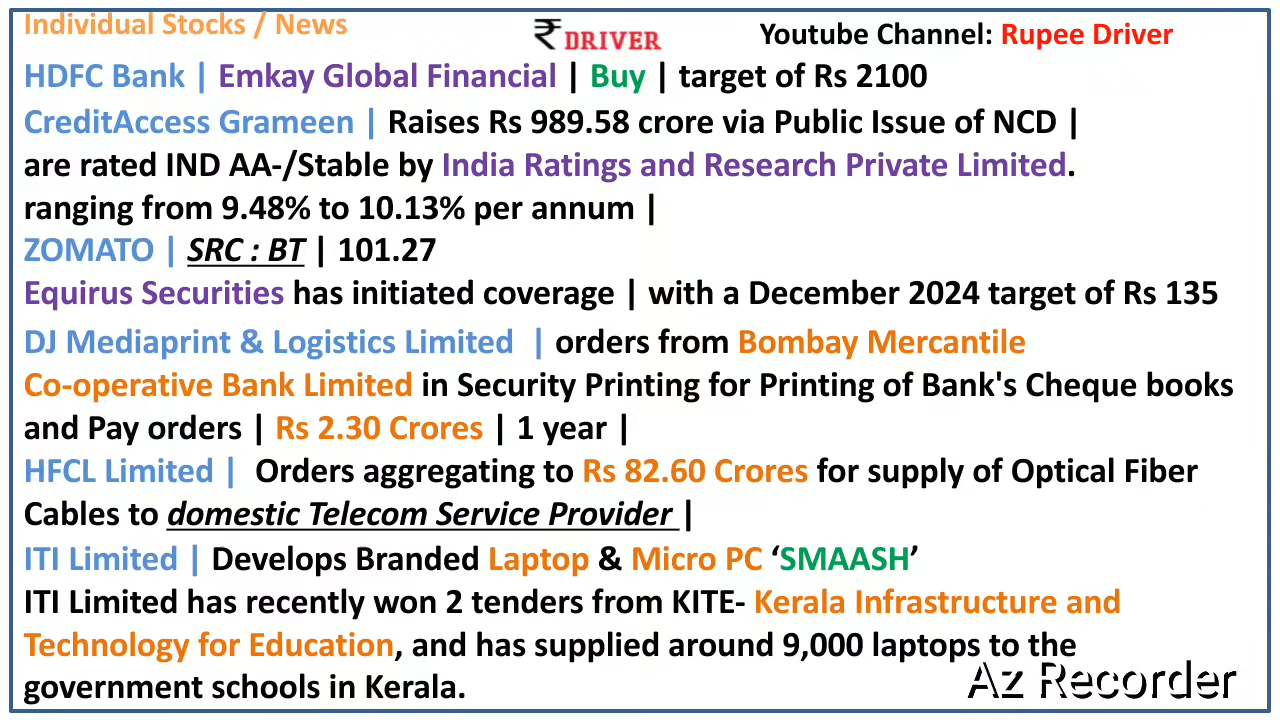 Individual Stocks / News
₹ DRIVER
Youtube Channel: Rupee Driver
HDFC Bank | Emkay Global Financial | Buy | target of Rs 2100
CreditAccess Grameen | Raises Rs 989.58 crore via Public Issue of NCD |
are rated IND AA-/Stable by India Ratings and Research Private Limited.
ranging from 9.48% to 10.13% per annum |
ZOMATO | SRC : BT | 101.27
Equirus Securities has initiated coverage | with a December 2024 target of Rs 135
DJ Mediaprint & Logistics Limited | orders from Bombay Mercantile
Co-operative Bank Limited in Security Printing for Printing of Bank's Cheque books
and Pay orders | Rs 2.30 Crores | 1 year |
HFCL Limited | Orders aggregating to Rs 82.60 Crores for supply of Optical Fiber
Cables to domestic Telecom Service Provider |
ITI Limited | Develops Branded Laptop & Micro PC ‘SMAASH’
ITI Limited has recently won 2 tenders from KITE- Kerala Infrastructure and
Technology for Education, and has supplied around 9,000 laptops to the
government schools in Kerala.
Az Recorder